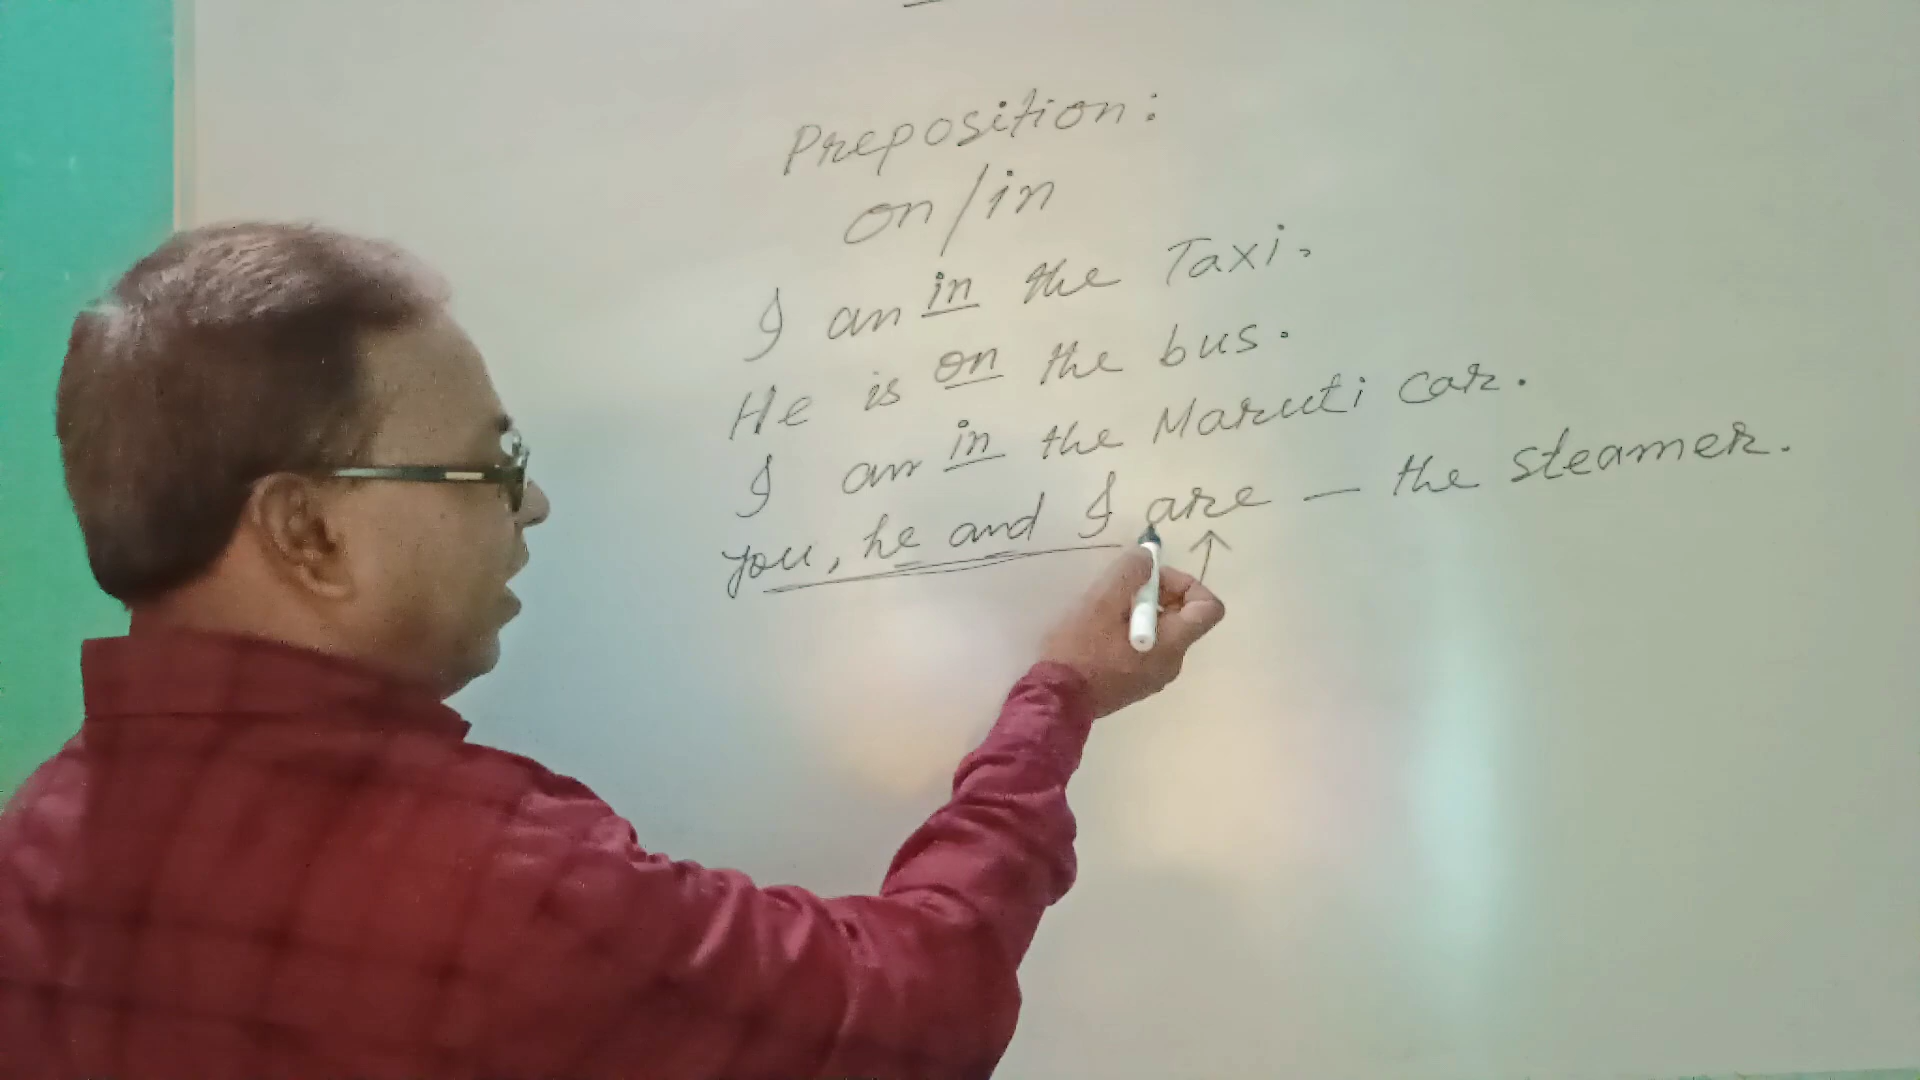 Preposition:
on/in
I am in the Taxi.
He is on the bus.
I am in the Maruti car.
you, he and I are — the steamer.